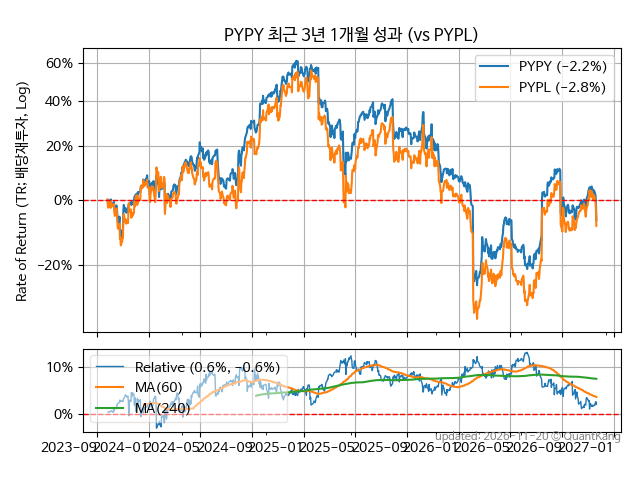 PYPY 최근 3년 1개월 성과 (vs PYPL)
Rate of Return (TR: 배당재투자, Log)
60%
40%
20%
0%
−20%
PYPY (−2.2%)
PYPL (−2.8%)
10%
0%
Relative (0.6%, −0.6%)
MA(60)
MA(240)
2023-09 2024-01 2024-05 2024-09 2025-01 2025-05 2025-09 2026-01 2026-05 2026-09 2027-01
updated: 2026-11-20 © QuantKang